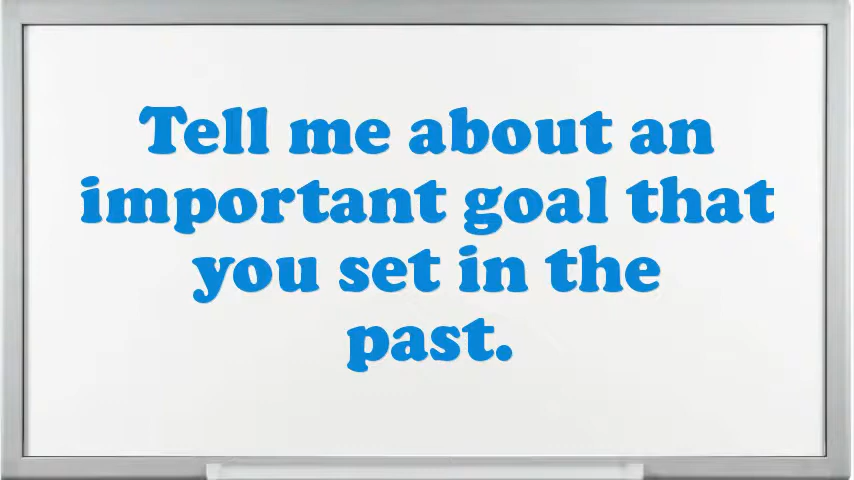 Tell me about an
important goal that
you set in the
past.